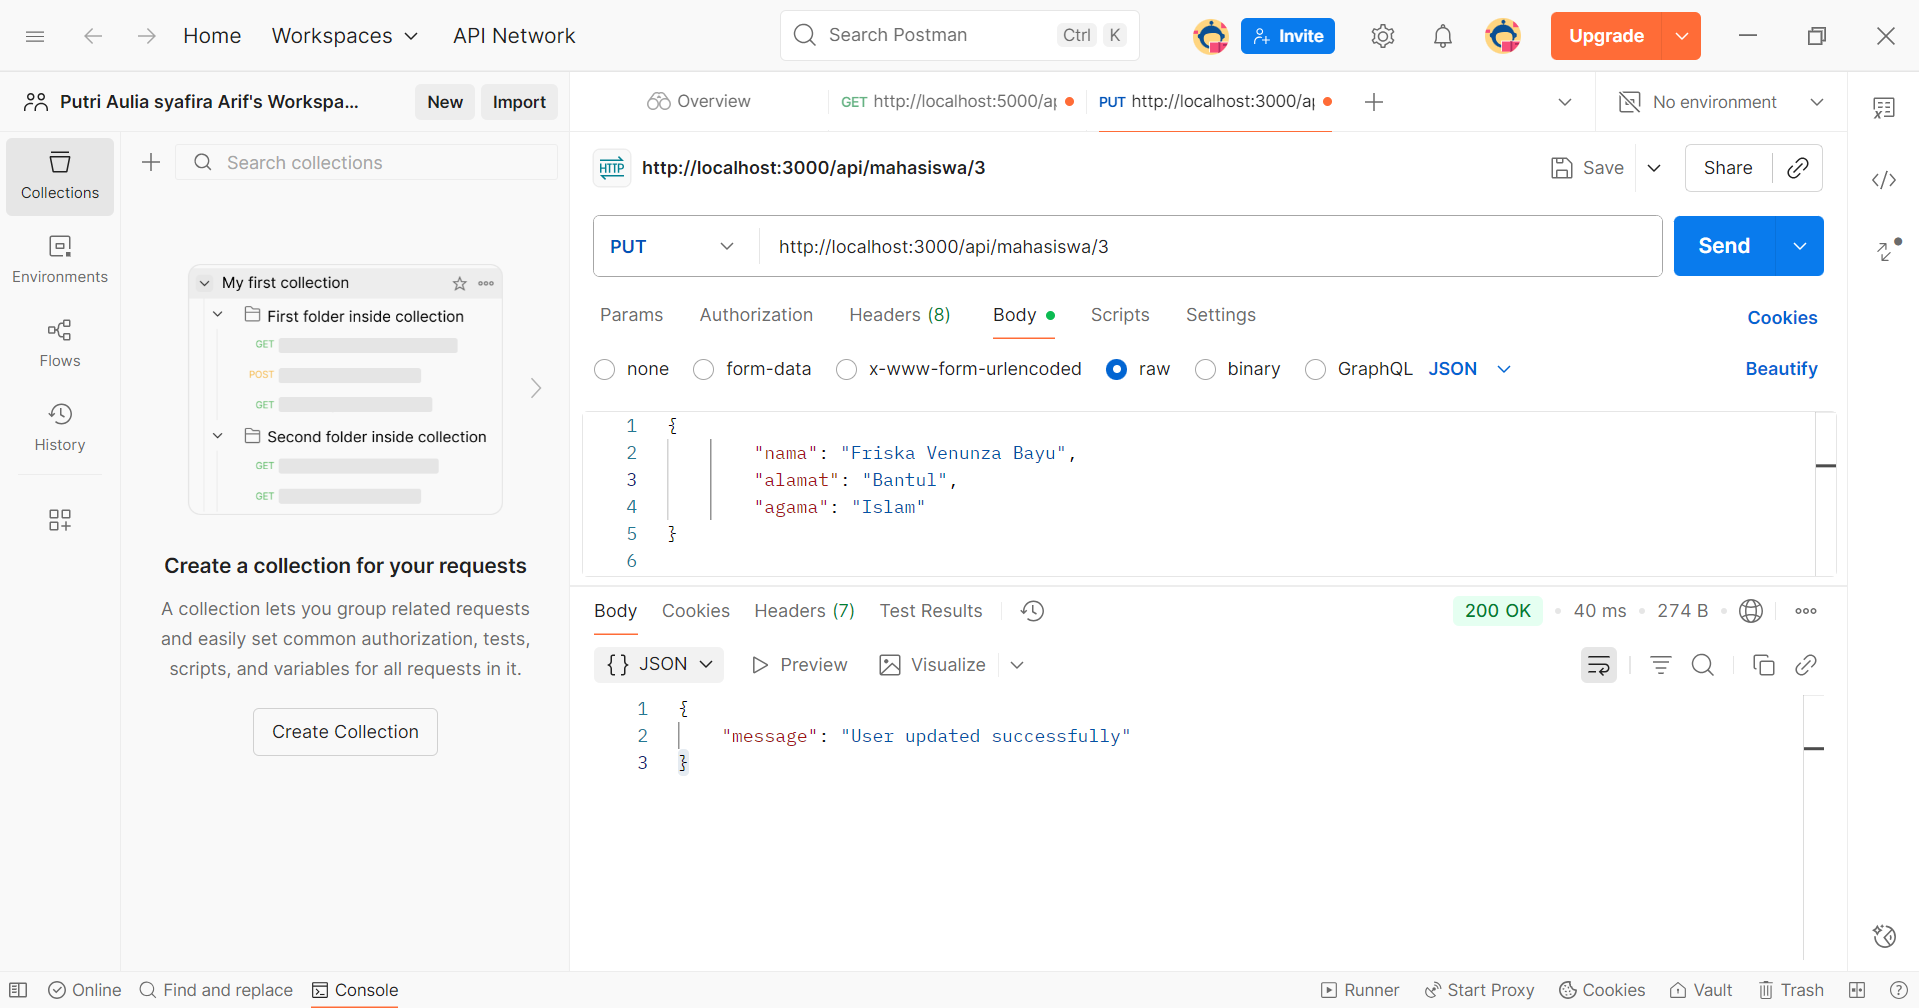 Home Workspaces API Network Search Postman Ctrl K Invite Upgrade
Putri Aulia syafira Arif's Workspa... New Import
Overview GET http://localhost:5000/ap PUT http://localhost:3000/a No environment
Collections
Environments
Flows
History
Search collections
My first collection
First folder inside collection
GET
POST
GET
Second folder inside collection
GET
GET
Create a collection for your requests
A collection lets you group related requests
and easily set common authorization, tests,
scripts, and variables for all requests in it.
Create Collection
HTTP http://localhost:3000/api/mahasiswa/3 Save Share
PUT http://localhost:3000/api/mahasiswa/3 Send
Params Authorization Headers (8) Body Scripts Settings Cookies
none form-data x-www-form-urlencoded raw binary GraphQL JSON Beautify
1 {
2 "nama": "Friska Venunza Bayu",
3 "alamat": "Bantul",
4 "agama": "Islam"
5 }
6
Body Cookies Headers (7) Test Results 200 OK 40 ms 274 B
{} JSON Preview Visualize
1 {
2 "message": "User updated successfully"
3 }
Online Find and replace Console Runner Start Proxy Cookies Vault Trash